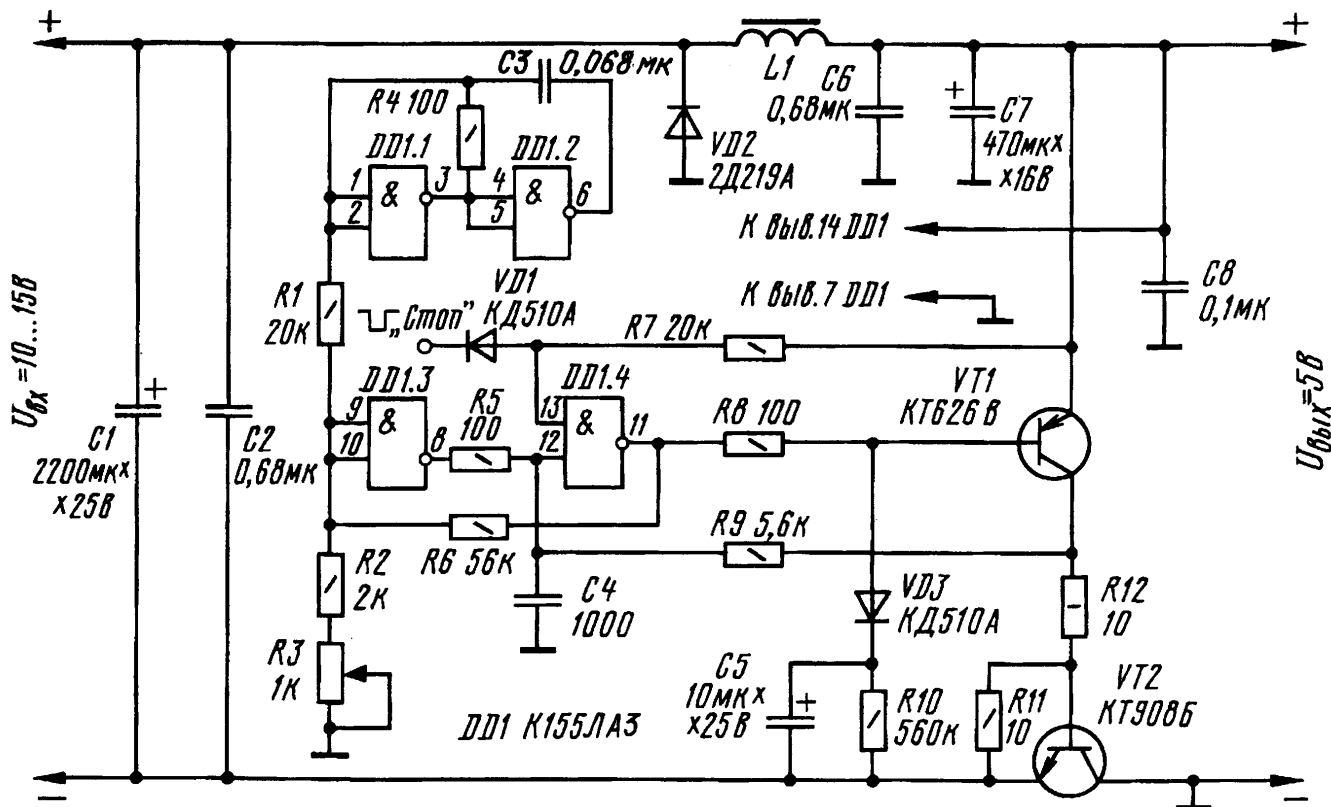 +
+
C3 0,068 мк
R4 100
DD1.1
DD1.2
1
2
&
3
4
5
&
6
L1
VD2
2Д219А
C6
0,68мк
+
C7
470мк×
×16В
К выв.14 DD1
К выв.7 DD1
C8
0,1мк
Uвх=10...15В
C1
2200мк×
×25В
+
C2
0,68мк
R1
20к
„Стоп”
VD1
КД510А
R7 20к
DD1.3
9
10
&
8
R5
100
DD1.4
13
12
&
11
R8 100
VT1
КТ626В
Uвых=5В
R6 56к
R9 5,6к
R2
2к
C4
1000
VD3
КД510А
R12
10
R3
1к
C5
10мк×
×25В
+
R10
560к
R11
10
VT2
КТ908Б
DD1 К155ЛА3
−
−